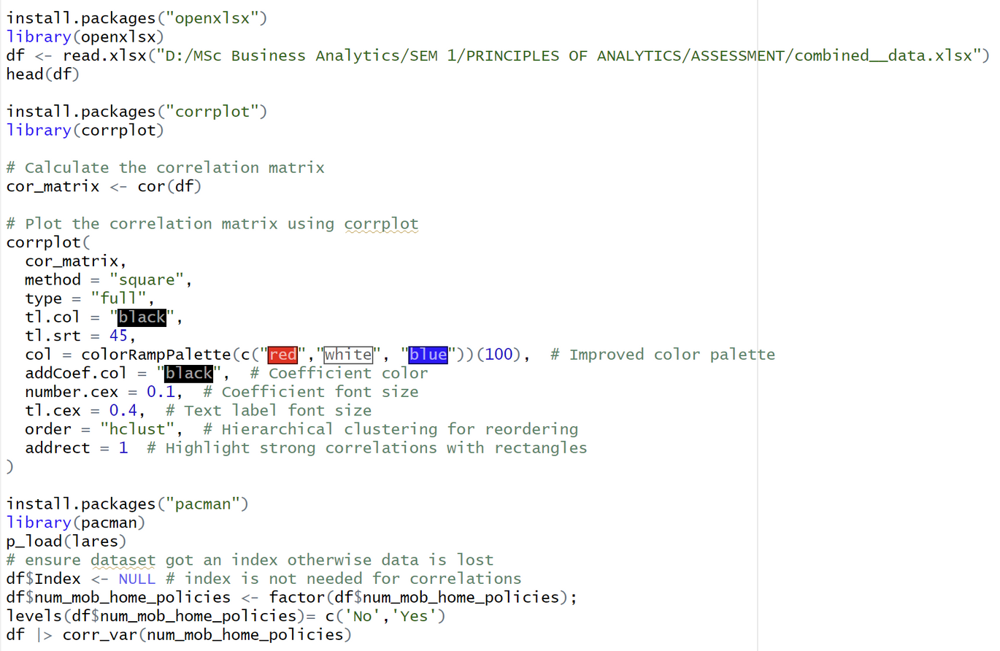 install.packages("openxlsx")
library(openxlsx)
df <- read.xlsx("D:/MSc Business Analytics/SEM 1/PRINCIPLES OF ANALYTICS/ASSESSMENT/combined__data.xlsx")
head(df)

install.packages("corrplot")
library(corrplot)

# Calculate the correlation matrix
cor_matrix <- cor(df)

# Plot the correlation matrix using corrplot
corrplot(
  cor_matrix,
  method = "square",
  type = "full",
  tl.col = "black",
  tl.srt = 45,
  col = colorRampPalette(c("red","white", "blue"))(100),  # Improved color palette
  addCoef.col = "black",  # Coefficient color
  number.cex = 0.1,  # Coefficient font size
  tl.cex = 0.4,  # Text label font size
  order = "hclust",  # Hierarchical clustering for reordering
  addrect = 1  # Highlight strong correlations with rectangles
)

install.packages("pacman")
library(pacman)
p_load(lares)
# ensure dataset got an index otherwise data is lost
df$Index <- NULL # index is not needed for correlations
df$num_mob_home_policies <- factor(df$num_mob_home_policies);
levels(df$num_mob_home_policies)= c('No','Yes')
df |> corr_var(num_mob_home_policies)